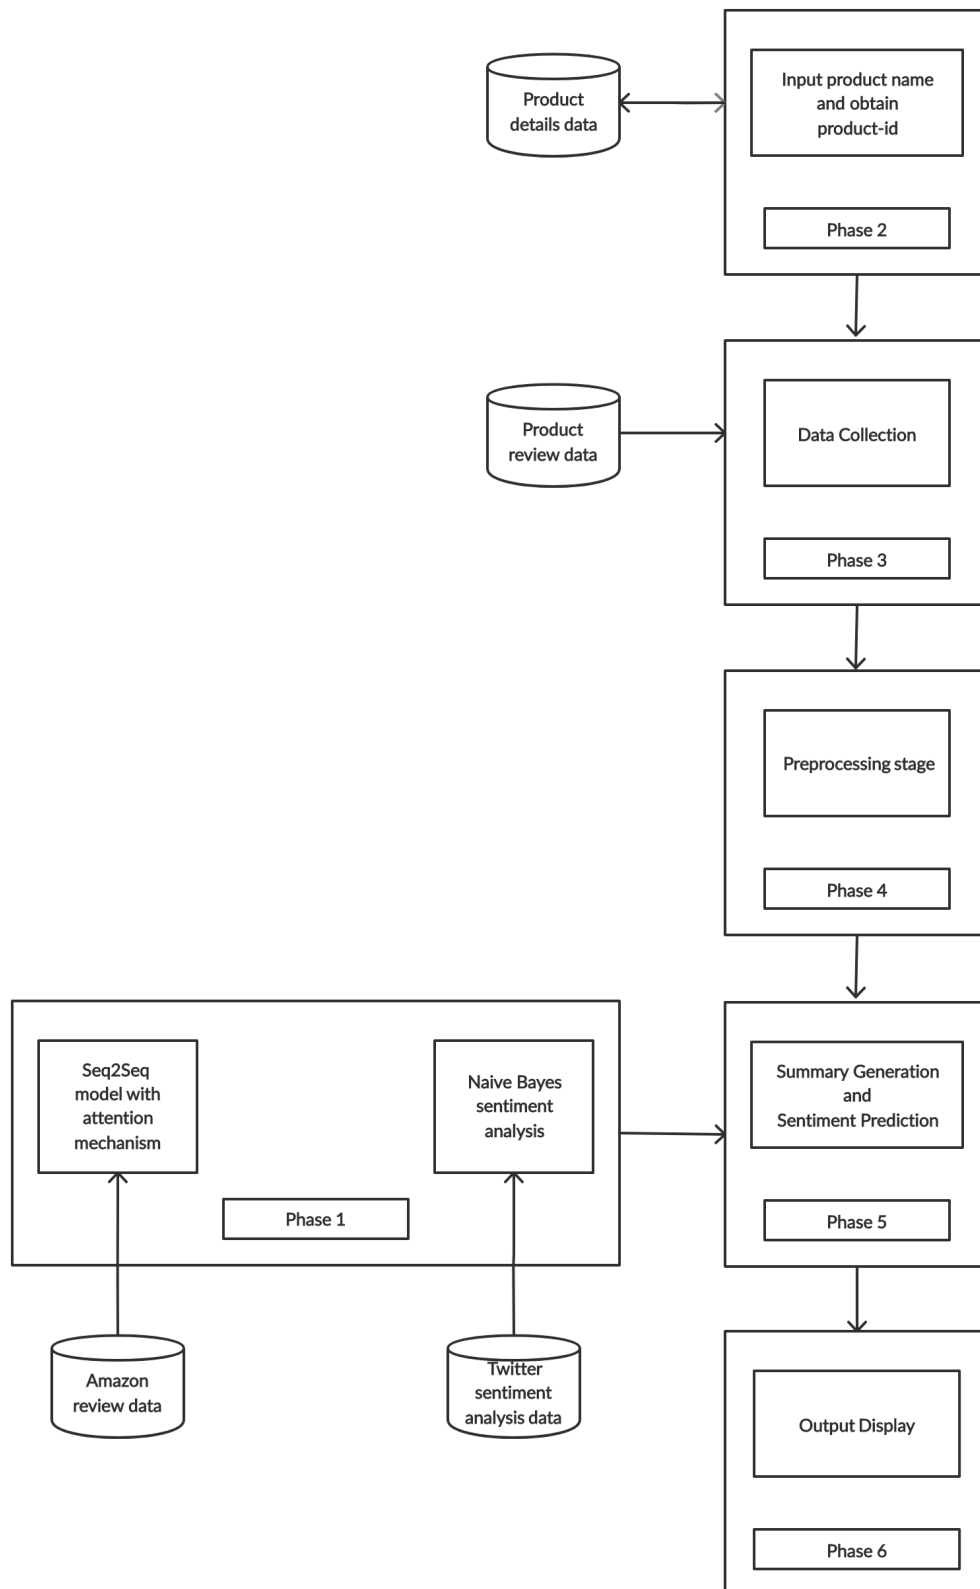 Product
details data
Input product name
and obtain
product-id
Phase 2
Product
review data
Data Collection
Phase 3
Preprocessing stage
Phase 4
Seq2Seq
model with
attention
mechanism
Naive Bayes
sentiment
analysis
Phase 1
Summary Generation
and
Sentiment Prediction
Phase 5
Amazon
review data
Twitter
sentiment
analysis data
Output Display
Phase 6